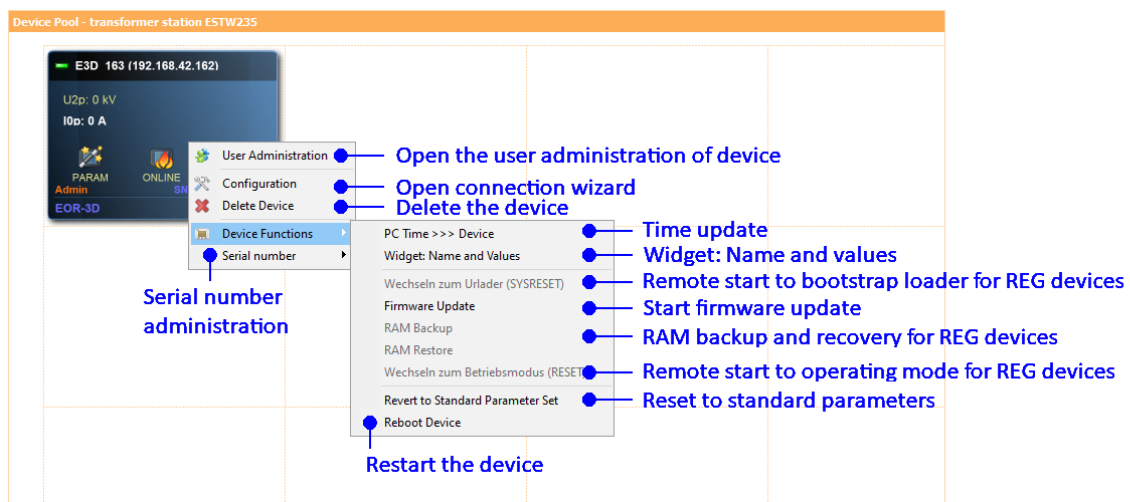 Device Pool - transformer station ESTW235
E3D 163 (192.168.42.162)
U2p: 0 kV
I0p: 0 A
PARAM
ONLINE
Admin
SN
EOR-3D
User Administration
Open the user administration of device
Configuration
Open connection wizard
Delete Device
Delete the device
Device Functions
Serial number
Serial number
administration
PC Time >>> Device
Time update
Widget: Name and Values
Widget: Name and values
Wechseln zum Urlader (SYSRESET)
Remote start to bootstrap loader for REG devices
Firmware Update
Start firmware update
RAM Backup
RAM backup and recovery for REG devices
RAM Restore
Wechseln zum Betriebsmodus (RESET
Remote start to operating mode for REG devices
Revert to Standard Parameter Set
Reset to standard parameters
Reboot Device
Restart the device